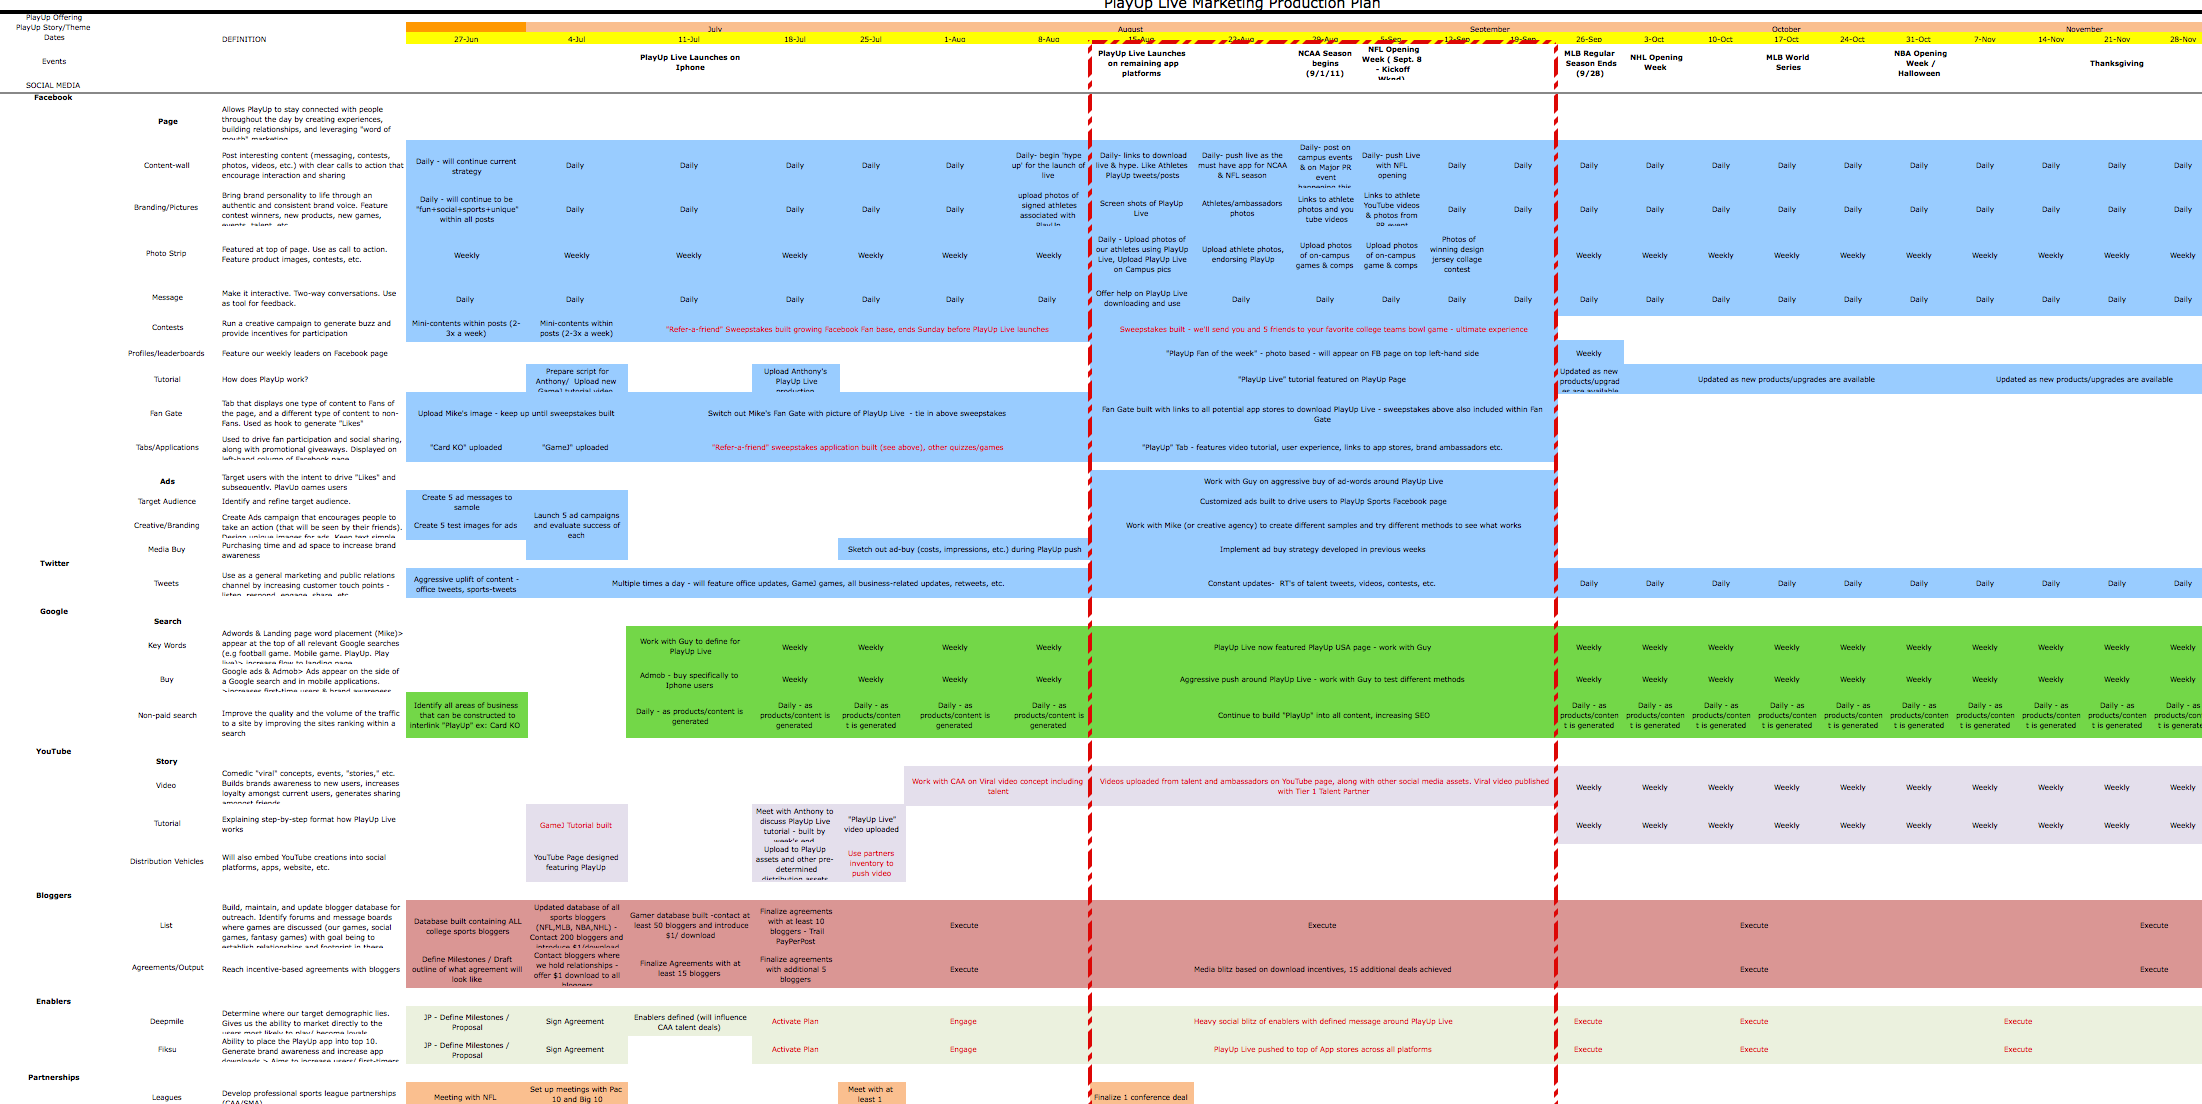 PlayUp Live Marketing Production Plan
PlayUp Offering
PlayUp Story/Theme
July August September October November
Dates DEFINITION 27-Jun 4-Jul 11-Jul 18-Jul 25-Jul 1-Aug 8-Aug 15-Aug 22-Aug 29-Aug 5-Sep 12-Sep 19-Sep 26-Sep 3-Oct 10-Oct 17-Oct 24-Oct 31-Oct 7-Nov 14-Nov 21-Nov 28-Nov
Events
PlayUp Live Launches on
Iphone
PlayUp Live Launches
on remaining app
platforms
NCAA Season
begins
(9/1/11)
NFL Opening
Week ( Sept. 8
- Kickoff
Wknd)
MLB Regular
Season Ends
(9/28)
NHL Opening
Week
MLB World
Series
NBA Opening
Week /
Halloween
Thanksgiving
SOCIAL MEDIA
Facebook
Page
Allows PlayUp to stay connected with people
throughout the day by creating experiences,
building relationships, and leveraging "word of
mouth" marketing
Content-wall
Post interesting content (messaging, contests,
photos, videos, etc.) with clear calls to action that
encourage interaction and sharing
Daily - will continue current
strategy
Daily Daily Daily Daily Daily
Daily- begin 'hype
up' for the launch of
live
Daily- links to download
live & hype. Like Athletes
PlayUp tweets/posts
Daily- push live as the
must have app for NCAA
& NFL season
Daily- post on
campus events
& on Major PR
event
happening this
Daily- push Live
with NFL
opening
Daily Daily Daily Daily Daily Daily Daily Daily Daily Daily Daily Daily
Branding/Pictures
Bring brand personality to life through an
authentic and consistent brand voice. Feature
contest winners, new products, new games,
events, talent, etc.
Daily - will continue to be
"fun+social+sports+unique"
within all posts
Daily Daily Daily Daily Daily
upload photos of
signed athletes
associated with
PlayUp
Screen shots of PlayUp
Live
Athletes/ambassadors
photos
Links to athlete
photos and you
tube videos
Links to athlete
YouTube videos
& photos from
PR event
Daily Daily Daily Daily Daily Daily Daily Daily Daily Daily Daily Daily
Photo Strip
Featured at top of page. Use as call to action.
Feature product images, contests, etc.
Weekly Weekly Weekly Weekly Weekly Weekly Weekly
Daily - Upload photos of
our athletes using PlayUp
Live, Upload PlayUp Live
on Campus pics
Upload athlete photos,
endorsing PlayUp
Upload photos
of on-campus
games & comps
Upload photos
of on-campus
game & comps
Photos of
winning design
jersey collage
contest
Weekly Weekly Weekly Weekly Weekly Weekly Weekly Weekly Weekly Weekly
Message
Make it interactive. Two-way conversations. Use
as tool for feedback.
Daily Daily Daily Daily Daily Daily Daily
Offer help on PlayUp Live
downloading and use
Daily Daily Daily Daily Daily Daily Daily Daily Daily Daily Daily Daily Daily Daily Daily
Contests
Run a creative campaign to generate buzz and
provide incentives for participation
Mini-contents within posts (2-
3x a week)
Mini-contents within
posts (2-3x a week)
"Refer-a-friend" Sweepstakes built growing Facebook Fan base, ends Sunday before PlayUp Live launches
Sweepstakes built - we'll send you and 5 friends to your favorite college teams bowl game - ultimate experience
Profiles/leaderboards
Feature our weekly leaders on Facebook page
"PlayUp Fan of the week" - photo based - will appear on FB page on top left-hand side
Weekly
Tutorial
How does PlayUp work?
Prepare script for
Anthony/ Upload new
GameJ tutorial video
Upload Anthony's
PlayUp Live
production
"PlayUp Live" tutorial featured on PlayUp Page
Updated as new
products/upgrad
es are available
Updated as new products/upgrades are available
Updated as new products/upgrades are available
Fan Gate
Tab that displays one type of content to Fans of
the page, and a different type of content to non-
Fans. Used as hook to generate "Likes"
Upload Mike's image - keep up until sweepstakes built
Switch out Mike's Fan Gate with picture of PlayUp Live - tie in above sweepstakes
Fan Gate built with links to all potential app stores to download PlayUp Live - sweepstakes above also included within Fan
Gate
Tabs/Applications
Used to drive fan participation and social sharing,
along with promotional giveaways. Displayed on
left-hand column of Facebook page
"Card KO" uploaded
"GameJ" uploaded
"Refer-a-friend" sweepstakes application built (see above), other quizzes/games
"PlayUp" Tab - features video tutorial, user experience, links to app stores, brand ambassadors etc.
Ads
Target users with the intent to drive "Likes" and
subsequently, PlayUp games users
Work with Guy on aggressive buy of ad-words around PlayUp Live
Target Audience
Identify and refine target audience.
Create 5 ad messages to
sample
Customized ads built to drive users to PlayUp Sports Facebook page
Creative/Branding
Create Ads campaign that encourages people to
take an action (that will be seen by their friends).
Design unique images for ads. Keep text simple
Create 5 test images for ads
Launch 5 ad campaigns
and evaluate success of
each
Work with Mike (or creative agency) to create different samples and try different methods to see what works
Media Buy
Purchasing time and ad space to increase brand
awareness
Sketch out ad-buy (costs, impressions, etc.) during PlayUp push
Implement ad buy strategy developed in previous weeks
Twitter
Tweets
Use as a general marketing and public relations
channel by increasing customer touch points -
listen, respond, engage, share, etc.
Aggressive uplift of content -
office tweets, sports-tweets
Multiple times a day - will feature office updates, GameJ games, all business-related updates, retweets, etc.
Constant updates- RT's of talent tweets, videos, contests, etc.
Daily Daily Daily Daily Daily Daily Daily Daily Daily Daily
Google
Search
Key Words
Adwords & Landing page word placement (Mike)>
appear at the top of all relevant Google searches
(e.g football game. Mobile game. PlayUp. Play
live)> increase flow to landing page
Work with Guy to define for
PlayUp Live
Weekly Weekly Weekly Weekly
PlayUp Live now featured PlayUp USA page - work with Guy
Weekly Weekly Weekly Weekly Weekly Weekly Weekly Weekly Weekly Weekly
Buy
Google ads & Admob> Ads appear on the side of
a Google search and in mobile applications.
>increases first-time users & brand awareness
Admob - buy specifically to
Iphone users
Weekly Weekly Weekly Weekly
Aggressive push around PlayUp Live - work with Guy to test different methods
Weekly Weekly Weekly Weekly Weekly Weekly Weekly Weekly Weekly Weekly
Non-paid search
Improve the quality and the volume of the traffic
to a site by improving the sites ranking within a
search
Identify all areas of business
that can be constructed to
interlink "PlayUp" ex: Card KO
Daily - as products/content is
generated
Daily - as
products/content is
generated
Daily - as
products/conten
t is generated
Daily - as
products/content is
generated
Daily - as
products/content is
generated
Continue to build "PlayUp" into all content, increasing SEO
Daily - as
products/conten
t is generated
Daily - as
products/conten
t is generated
Daily - as
products/conten
t is generated
Daily - as
products/conten
t is generated
Daily - as
products/conten
t is generated
Daily - as
products/conten
t is generated
Daily - as
products/conten
t is generated
Daily - as
products/conten
t is generated
Daily - as
products/conten
t is generated
Daily - as
products/conten
t is generated
YouTube
Story
Video
Comedic "viral" concepts, events, "stories," etc.
Builds brands awareness to new users, increases
loyalty amongst current users, generates sharing
amongst friends
Work with CAA on Viral video concept including
talent
Videos uploaded from talent and ambassadors on YouTube page, along with other social media assets. Viral video published
with Tier 1 Talent Partner
Weekly Weekly Weekly Weekly Weekly Weekly Weekly Weekly Weekly Weekly
Tutorial
Explaining step-by-step format how PlayUp Live
works
GameJ Tutorial built
Meet with Anthony to
discuss PlayUp Live
tutorial - built by
week's end
"PlayUp Live"
video uploaded
Weekly Weekly Weekly Weekly Weekly Weekly Weekly Weekly Weekly Weekly
Distribution Vehicles
Will also embed YouTube creations into social
platforms, apps, website, etc.
YouTube Page designed
featuring PlayUp
Upload to PlayUp
assets and other pre-
determined
distribution assets
Use partners
inventory to
push video
Bloggers
List
Build, maintain, and update blogger database for
outreach. Identify forums and message boards
where games are discussed (our games, social
games, fantasy games) with goal being to
establish relationships and footprint in these
Database built containing ALL
college sports bloggers
Updated database of all
sports bloggers
(NFL,MLB, NBA,NHL) -
Contact 200 bloggers and
introduce $1/download
Gamer database built -contact at
least 50 bloggers and introduce
$1/ download
Finalize agreements
with at least 10
bloggers - Trail
PayPerPost
Execute Execute Execute Execute
Agreements/Output
Reach incentive-based agreements with bloggers
Define Milestones / Draft
outline of what agreement will
look like
Contact bloggers where
we hold relationships -
offer $1 download to all
bloggers
Finalize Agreements with at
least 15 bloggers
Finalize agreements
with additional 5
bloggers
Execute
Media blitz based on download incentives, 15 additional deals achieved
Execute Execute
Enablers
Deepmile
Determine where our target demographic lies.
Gives us the ability to market directly to the
users most likely to play/ become loyals
JP - Define Milestones /
Proposal
Sign Agreement
Enablers defined (will influence
CAA talent deals)
Activate Plan
Engage
Heavy social blitz of enablers with defined message around PlayUp Live
Execute Execute Execute
Fiksu
Ability to place the PlayUp app into top 10.
Generate brand awareness and increase app
downloads > Aims to increase users/ first-timers
JP - Define Milestones /
Proposal
Sign Agreement
Activate Plan
Engage
PlayUp Live pushed to top of App stores across all platforms
Execute Execute Execute
Partnerships
Leagues
Develop professional sports league partnerships
(CAA/SMA)
Meeting with NFL
Set up meetings with Pac
10 and Big 10
Meet with at
least 1
Finalize 1 conference deal